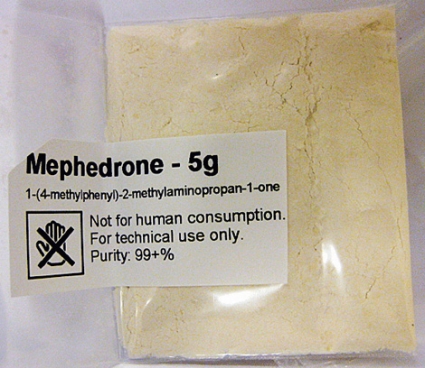 Mephedrone - 5g
1-(4-methylphenyl)-2-methylaminopropan-1-one
Not for human consumption.
For technical use only.
Purity: 99+%